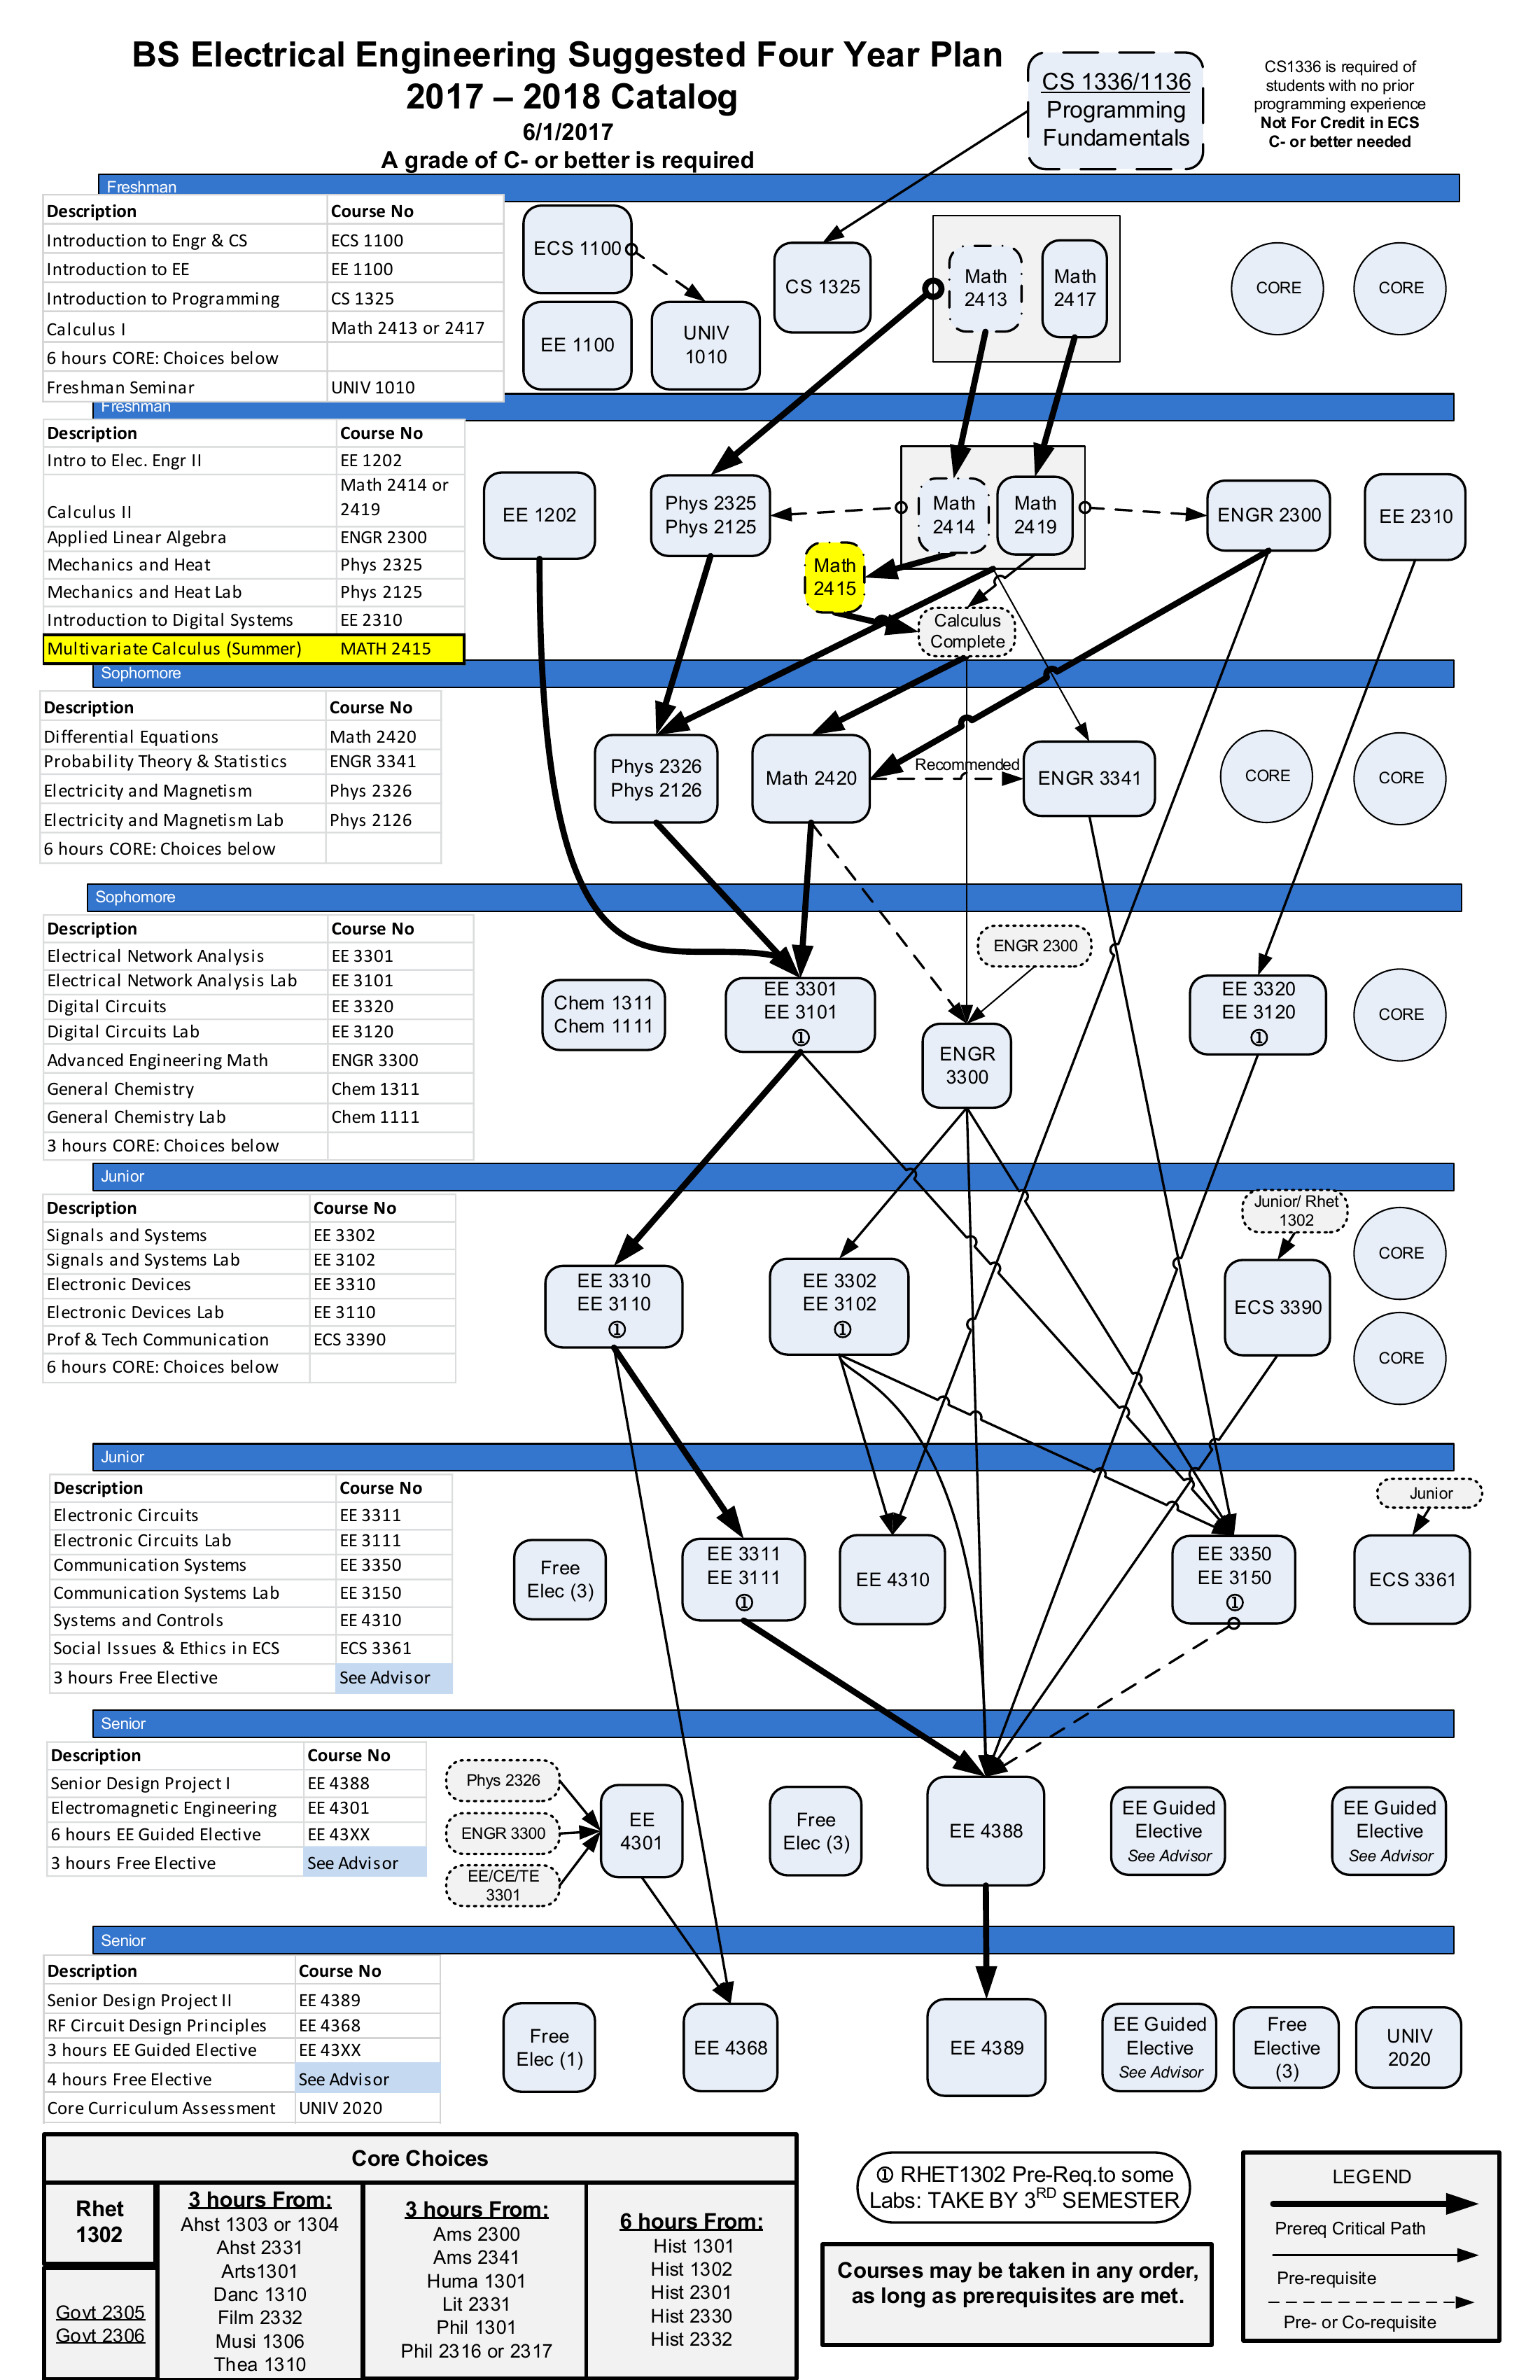 BS Electrical Engineering Suggested Four Year Plan
2017 – 2018 Catalog
6/1/2017
A grade of C- or better is required
CS 1336/1136
Programming
Fundamentals
CS1336 is required of
students with no prior
programming experience
Not For Credit in ECS
C- or better needed
Freshman
Description Course No
Introduction to Engr & CS ECS 1100
Introduction to EE EE 1100
Introduction to Programming CS 1325
Calculus I Math 2413 or 2417
6 hours CORE: Choices below
Freshman Seminar UNIV 1010
ECS 1100
EE 1100
UNIV
1010
CS 1325
Math
2413
Math
2417
CORE
CORE
Freshman
Description Course No
Intro to Elec. Engr II EE 1202
Calculus II Math 2414 or
2419
Applied Linear Algebra ENGR 2300
Mechanics and Heat Phys 2325
Mechanics and Heat Lab Phys 2125
Introduction to Digital Systems EE 2310
Multivariate Calculus (Summer) MATH 2415
EE 1202
Phys 2325
Phys 2125
Math
2414
Math
2419
ENGR 2300
EE 2310
Math
2415
Calculus
Complete
Sophomore
Description Course No
Differential Equations Math 2420
Probability Theory & Statistics ENGR 3341
Electricity and Magnetism Phys 2326
Electricity and Magnetism Lab Phys 2126
6 hours CORE: Choices below
Phys 2326
Phys 2126
Math 2420
Recommended
ENGR 3341
CORE
CORE
Sophomore
Description Course No
Electrical Network Analysis EE 3301
Electrical Network Analysis Lab EE 3101
Digital Circuits EE 3320
Digital Circuits Lab EE 3120
Advanced Engineering Math ENGR 3300
General Chemistry Chem 1311
General Chemistry Lab Chem 1111
3 hours CORE: Choices below
Chem 1311
Chem 1111
EE 3301
EE 3101
①
ENGR 2300
ENGR
3300
EE 3320
EE 3120
①
CORE
Junior
Description Course No
Signals and Systems EE 3302
Signals and Systems Lab EE 3102
Electronic Devices EE 3310
Electronic Devices Lab EE 3110
Prof & Tech Communication ECS 3390
6 hours CORE: Choices below
EE 3310
EE 3110
①
EE 3302
EE 3102
①
Junior/ Rhet
1302
ECS 3390
CORE
CORE
Junior
Description Course No
Electronic Circuits EE 3311
Electronic Circuits Lab EE 3111
Communication Systems EE 3350
Communication Systems Lab EE 3150
Systems and Controls EE 4310
Social Issues & Ethics in ECS ECS 3361
3 hours Free Elective See Advisor
Free
Elec (3)
EE 3311
EE 3111
①
EE 4310
EE 3350
EE 3150
①
Junior
ECS 3361
Senior
Description Course No
Senior Design Project I EE 4388
Electromagnetic Engineering EE 4301
6 hours EE Guided Elective EE 43XX
3 hours Free Elective See Advisor
Phys 2326
ENGR 3300
EE/CE/TE
3301
EE
4301
Free
Elec (3)
EE 4388
EE Guided
Elective
See Advisor
EE Guided
Elective
See Advisor
Senior
Description Course No
Senior Design Project II EE 4389
RF Circuit Design Principles EE 4368
3 hours EE Guided Elective EE 43XX
4 hours Free Elective See Advisor
Core Curriculum Assessment UNIV 2020
Free
Elec (1)
EE 4368
EE 4389
EE Guided
Elective
See Advisor
Free
Elective
(3)
UNIV
2020
Core Choices
Rhet
1302
Govt 2305
Govt 2306
3 hours From:
Ahst 1303 or 1304
Ahst 2331
Arts1301
Danc 1310
Film 2332
Musi 1306
Thea 1310
3 hours From:
Ams 2300
Ams 2341
Huma 1301
Lit 2331
Phil 1301
Phil 2316 or 2317
6 hours From:
Hist 1301
Hist 1302
Hist 2301
Hist 2330
Hist 2332
① RHET1302 Pre-Req.to some
Labs: TAKE BY 3RD SEMESTER
Courses may be taken in any order,
as long as prerequisites are met.
LEGEND
Prereq Critical Path
Pre-requisite
Pre- or Co-requisite